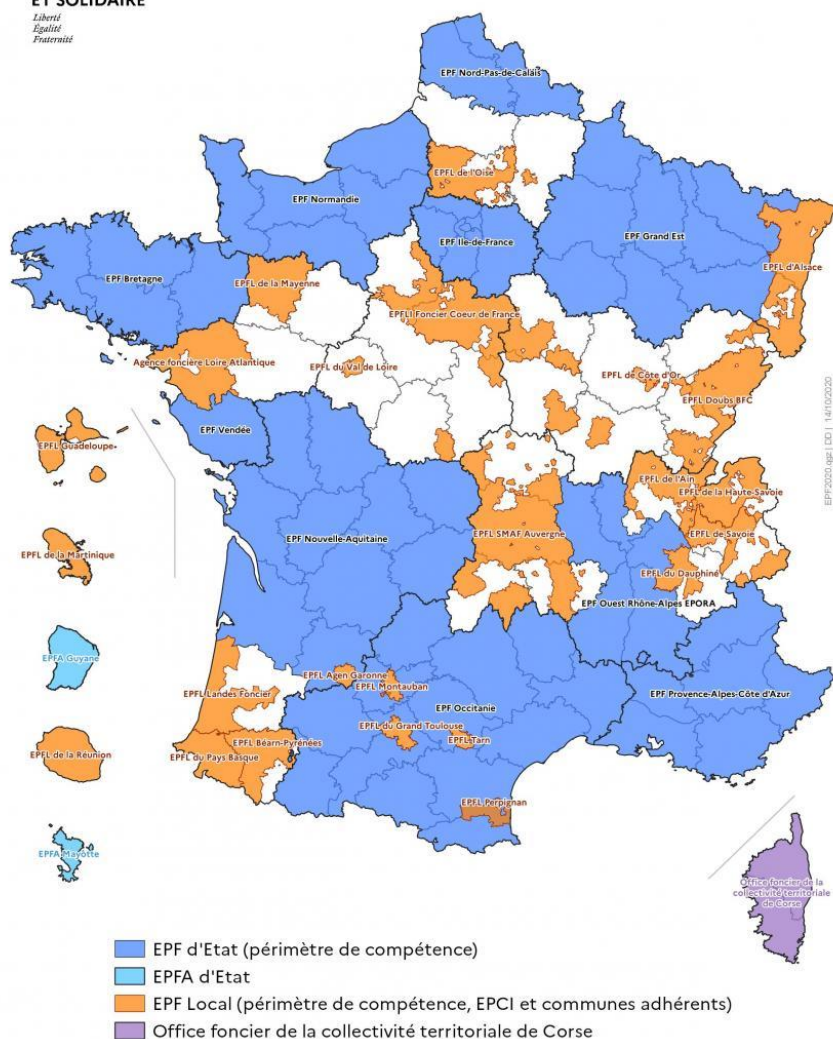 ET SOLIDAIRE
Liberté
Égalité
Fraternité
EPF Nord-Pas-de-Calais
EPFL de l'Oise
EPF Normandie
EPF Ile-de-France
EPF Grand Est
EPFL d'Alsace
EPF Bretagne
EPFL de la Mayenne
EPFLI Foncier Coeur de France
Agence foncière Loire Atlantique
EPFL du Val de Loire
EPFL de Côte d'Or
EPFL Doubs BFC
EPF Vendée
EPFL Guadeloupe
EPFL de l'Ain
EPFL de la Haute-Savoie
EPF Nouvelle-Aquitaine
EPFL SMAF Auvergne
EPFL de Savoie
EPFL de la Martinique
EPFL du Dauphiné
EPF Ouest Rhône-Alpes EPORA
EPFA Guyane
EPFL Agen Garonne
EPFL Montauban
EPFL Landes Foncier
EPF Occitanie
EPF Provence-Alpes-Côte d'Azur
EPFL du Grand Toulouse
EPFL Tarn
EPFL Béarn-Pyrénées
EPFL du Pays Basque
EPFL de la Réunion
EPFL Perpignan
EPFA Mayotte
Office foncier de la
collectivité territoriale
de Corse
EPF2020.qgz | DD | 14/10/2020
EPF d'Etat (périmètre de compétence)
EPFA d'Etat
EPF Local (périmètre de compétence, EPCI et communes adhérents)
Office foncier de la collectivité territoriale de Corse